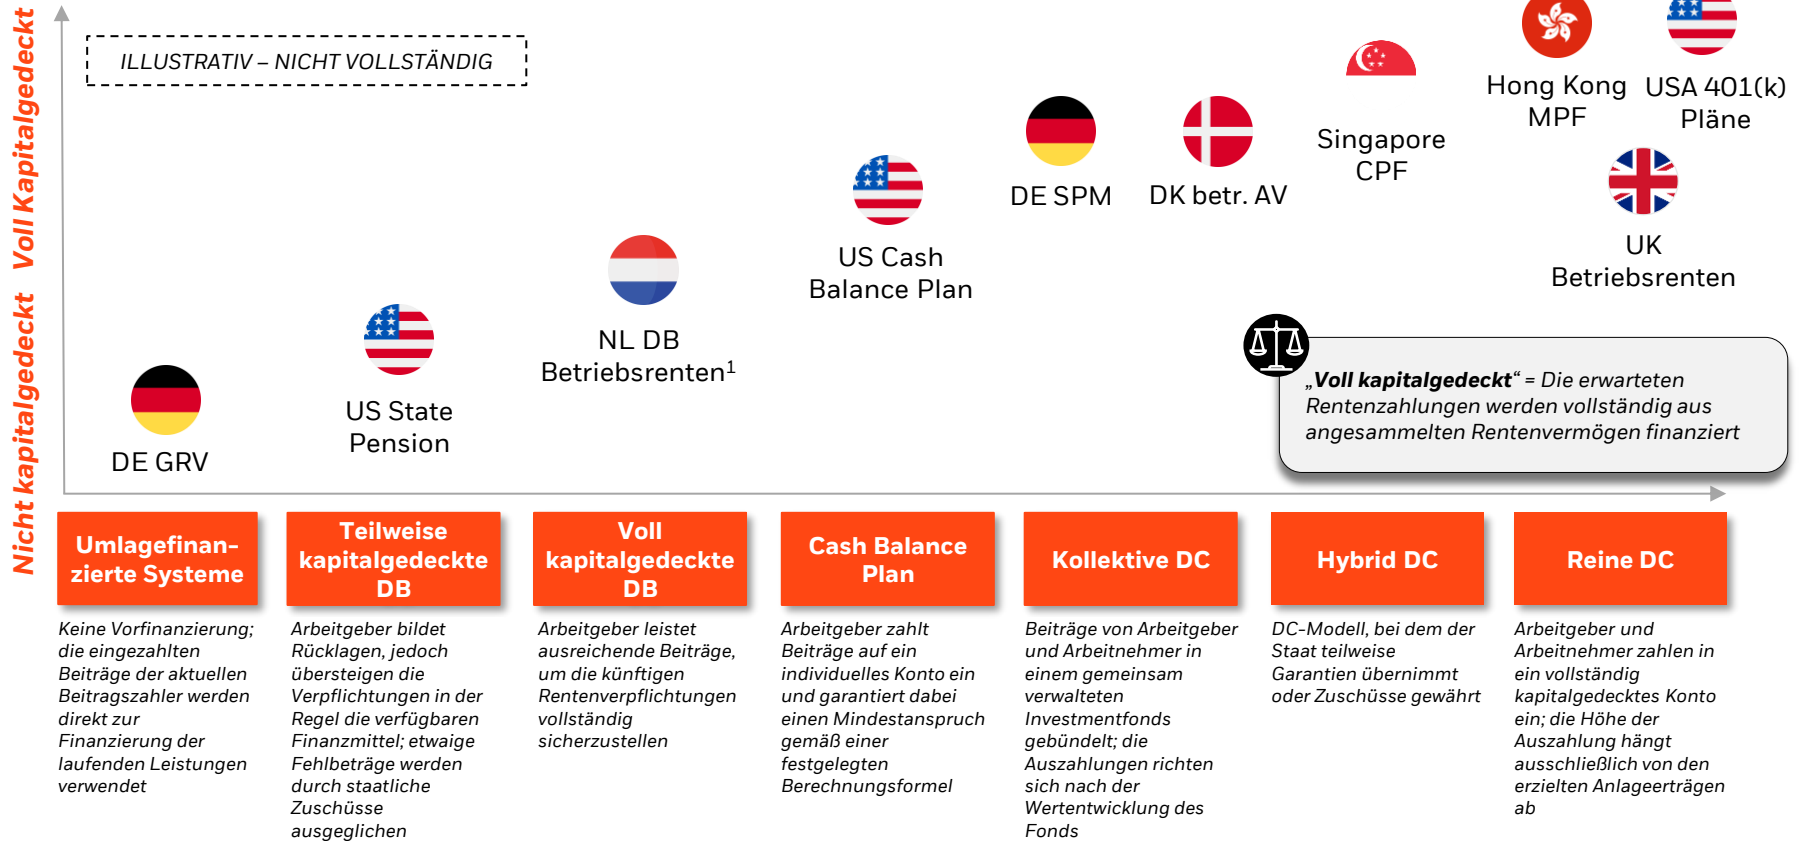 Voll Kapitalgedeckt
Nicht kapitalgedeckt
ILLUSTRATIV – NICHT VOLLSTÄNDIG
DE GRV
US State
Pension
NL DB
Betriebsrenten¹
US Cash
Balance Plan
DE SPM
DK betr. AV
Singapore
CPF
Hong Kong
MPF
USA 401(k)
Pläne
UK
Betriebsrenten
„Voll kapitalgedeckt“ = Die erwarteten
Rentenzahlungen werden vollständig aus
angesammelten Rentenvermögen finanziert
Umlagefinan-
zierte Systeme
Keine Vorfinanzierung;
die eingezahlten
Beiträge der aktuellen
Beitragszahler werden
direkt zur
Finanzierung der
laufenden Leistungen
verwendet
Teilweise
kapitalgedeckte
DB
Arbeitgeber bildet
Rücklagen, jedoch
übersteigen die
Verpflichtungen in der
Regel die verfügbaren
Finanzmittel; etwaige
Fehlbeträge werden
durch staatliche
Zuschüsse
ausgeglichen
Voll
kapitalgedeckte
DB
Arbeitgeber leistet
ausreichende Beiträge,
um die künftigen
Rentenverpflichtungen
vollständig
sicherzustellen
Cash Balance
Plan
Arbeitgeber zahlt
Beiträge auf ein
individuelles Konto ein
und garantiert dabei
einen Mindestanspruch
gemäß einer
festgelegten
Berechnungsformel
Kollektive DC
Beiträge von Arbeitgeber
und Arbeitnehmer in
einem gemeinsam
verwalteten
Investmentfonds
gebündelt; die
Auszahlungen richten
sich nach der
Wertentwicklung des
Fonds
Hybrid DC
DC-Modell, bei dem der
Staat teilweise
Garantien übernimmt
oder Zuschüsse gewährt
Reine DC
Arbeitgeber und
Arbeitnehmer zahlen in
ein vollständig
kapitalgedecktes Konto
ein; die Höhe der
Auszahlung hängt
ausschließlich von den
erzielten Anlageerträgen
ab